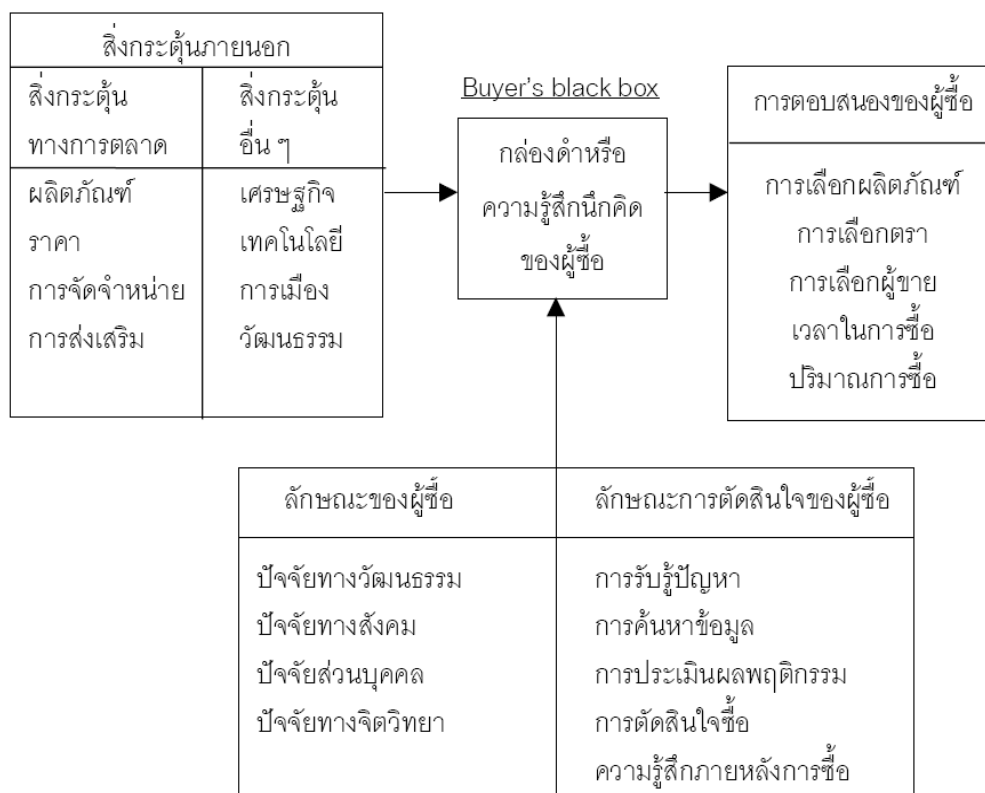 สิ่งกระตุ้นภายนอก
สิ่งกระตุ้น
ทางการตลาด
สิ่งกระตุ้น
อื่น ๆ
ผลิตภัณฑ์
ราคา
การจัดจำหน่าย
การส่งเสริม
เศรษฐกิจ
เทคโนโลยี
การเมือง
วัฒนธรรม
Buyer's black box
กล่องดำหรือ
ความรู้สึกนึกคิด
ของผู้ซื้อ
การตอบสนองของผู้ซื้อ
การเลือกผลิตภัณฑ์
การเลือกตรา
การเลือกผู้ขาย
เวลาในการซื้อ
ปริมาณการซื้อ
ลักษณะของผู้ซื้อ
ปัจจัยทางวัฒนธรรม
ปัจจัยทางสังคม
ปัจจัยส่วนบุคคล
ปัจจัยทางจิตวิทยา
ลักษณะการตัดสินใจของผู้ซื้อ
การรับรู้ปัญหา
การค้นหาข้อมูล
การประเมินผลพฤติกรรม
การตัดสินใจซื้อ
ความรู้สึกภายหลังการซื้อ